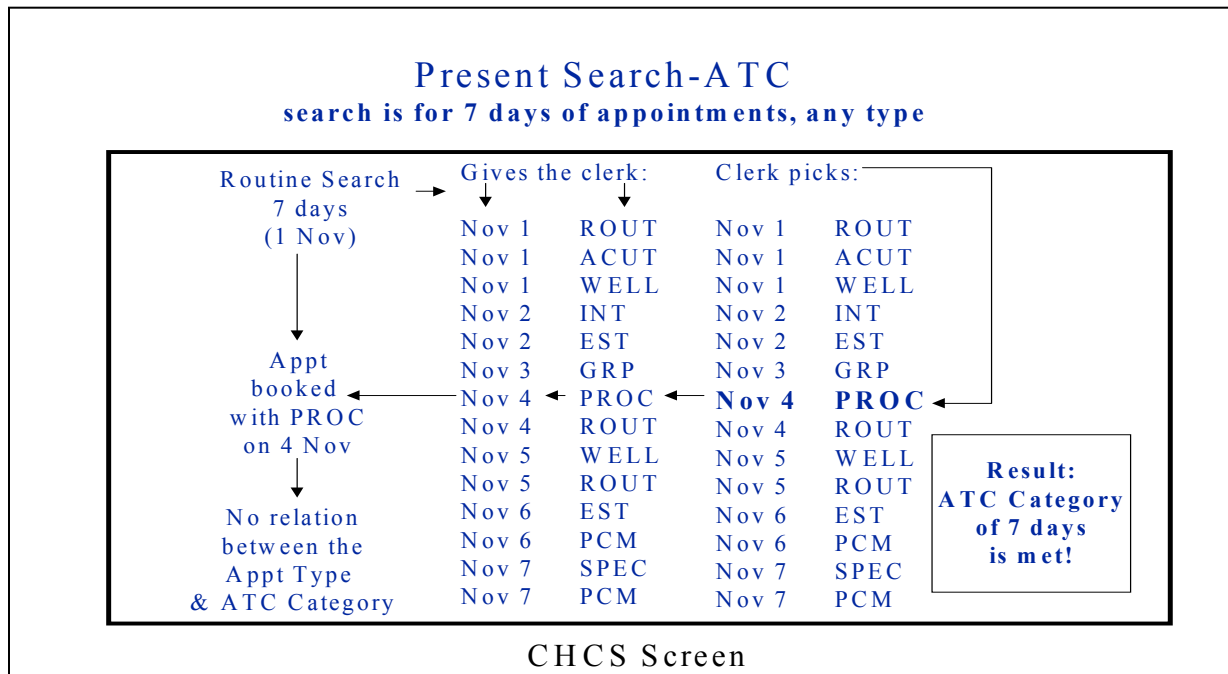 Present Search-ATC
search is for 7 days of appointments, any type
Routine Search
7 days
(1 Nov)
Appt
booked
with PROC
on 4 Nov
No relation
between the
Appt Type
& ATC Category
Gives the clerk:
Nov 1 ROUT
Nov 1 ACUT
Nov 1 WELL
Nov 2 INT
Nov 2 EST
Nov 3 GRP
Nov 4 PROC
Nov 4 ROUT
Nov 5 WELL
Nov 5 ROUT
Nov 6 EST
Nov 6 PCM
Nov 7 SPEC
Nov 7 PCM
Clerk picks:
Nov 1 ROUT
Nov 1 ACUT
Nov 1 WELL
Nov 2 INT
Nov 2 EST
Nov 3 GRP
Nov 4 PROC
Nov 4 ROUT
Nov 5 WELL
Nov 5 ROUT
Nov 6 EST
Nov 6 PCM
Nov 7 SPEC
Nov 7 PCM
Result:
ATC Category
of 7 days
is met!
CHCS Screen